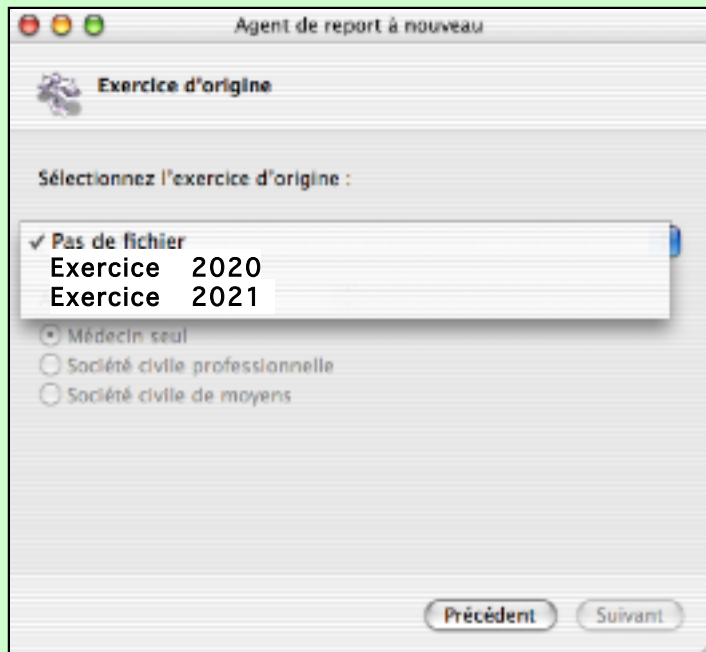 Agent de report à nouveau
Exercice d'origine
Sélectionnez l'exercice d'origine :
✓ Pas de fichier
Exercice 2020
Exercice 2021
Médecin seul
Société civile professionnelle
Société civile de moyens
Précédent Suivant